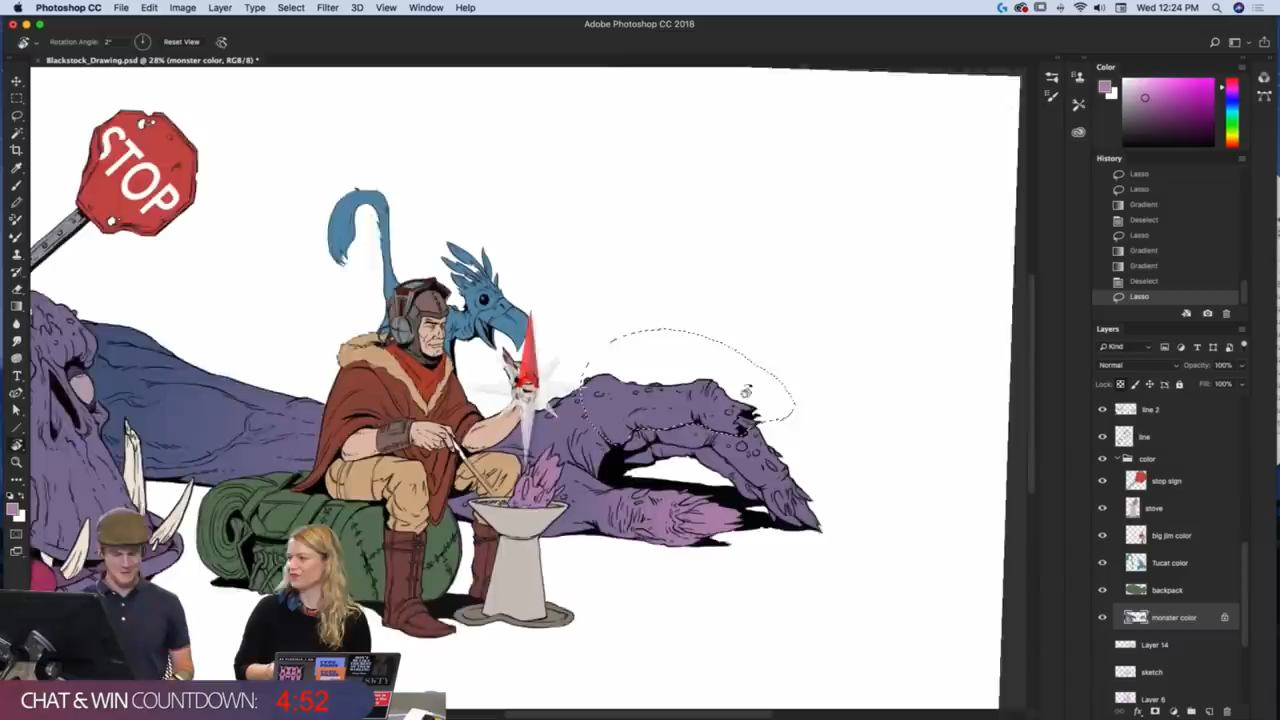 Photoshop CC File Edit Image Layer Type Select Filter 3D View Window Help
Wed 12:24 PM
Adobe Photoshop CC 2018
Rotation Angle: 2° Reset View
Blackstock_Drawing.psd @ 28% (monster color, RGB/8) *
Color
STOP
History
Lasso
Lasso
Gradient
Deselect
Lasso
Gradient
Gradient
Deselect
Lasso
Layers
Kind
Normal
Opacity: 100%
Lock:
Fill: 100%
line 2
line
color
stop sign
stove
big jim color
Tucat color
backpack
monster color
Layer 14
sketch
Layer 6
CHAT & WIN COUNTDOWN: 4:52